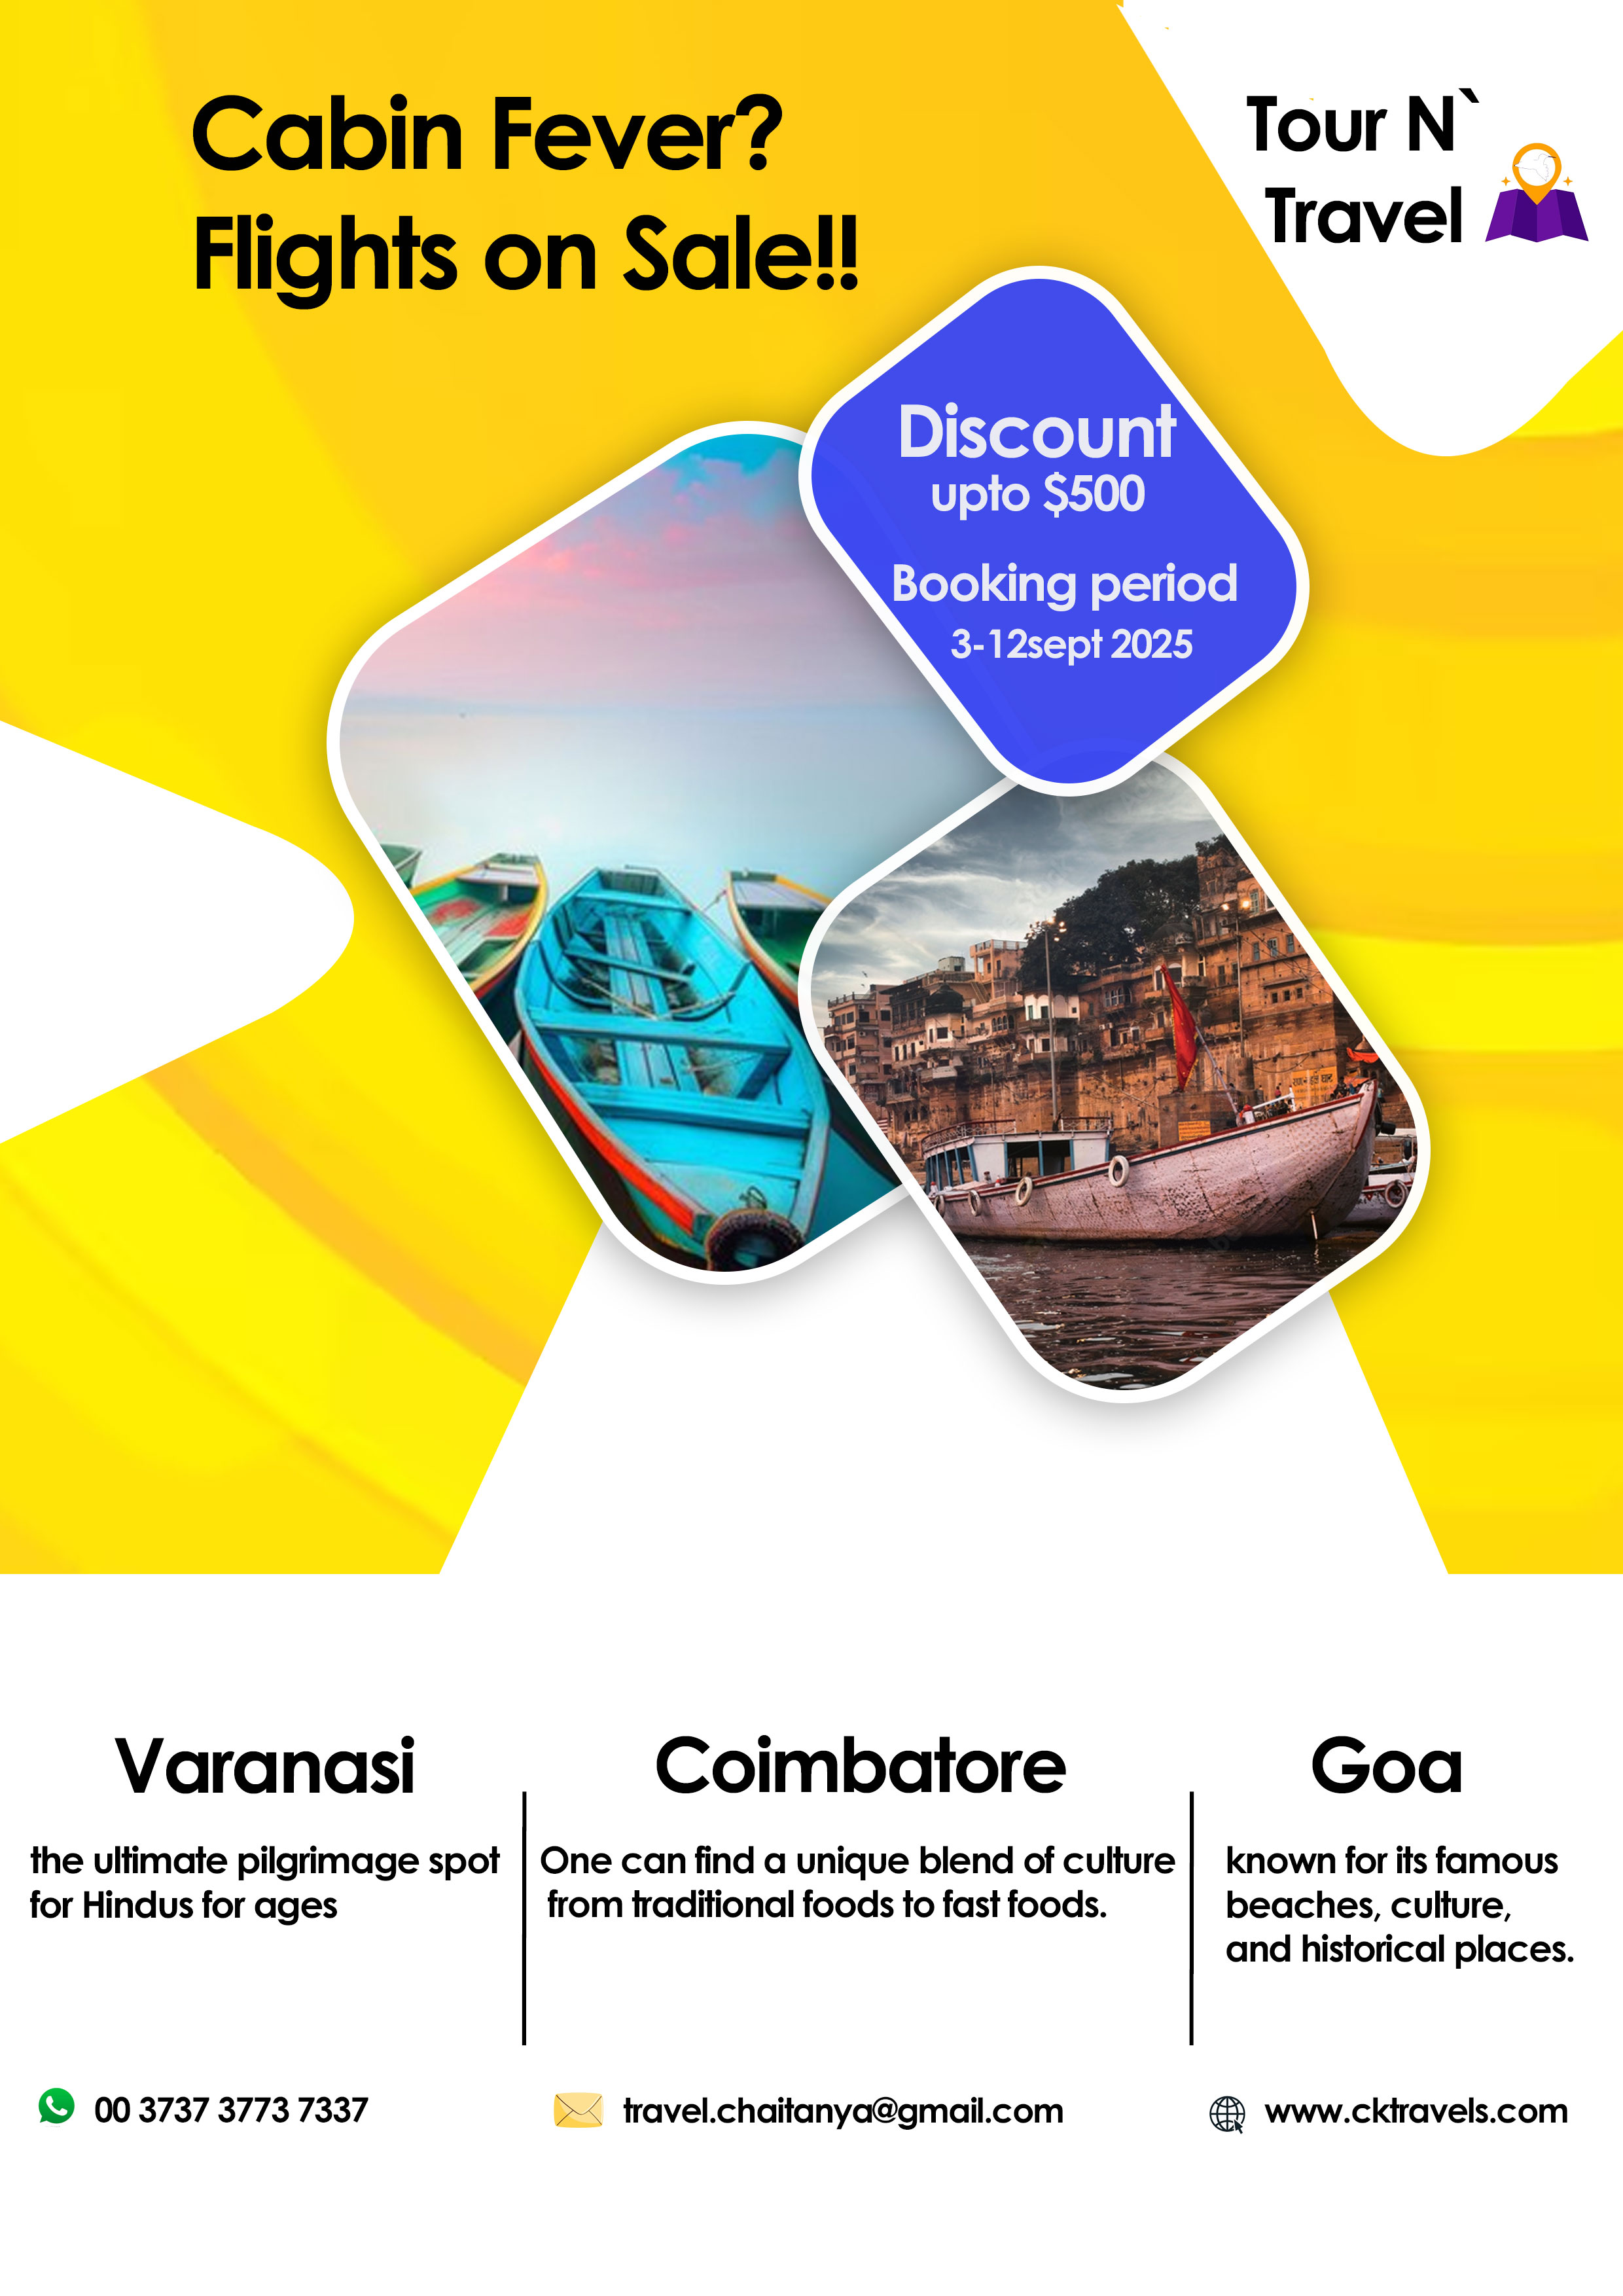 Cabin Fever?
Flights on Sale!!
Tour N`
Travel
Discount
upto $500
Booking period
3-12sept 2025
Varanasi
the ultimate pilgrimage spot
for Hindus for ages
Coimbatore
One can find a unique blend of culture
from traditional foods to fast foods.
Goa
known for its famous
beaches, culture,
and historical places.
00 3737 3773 7337
travel.chaitanya@gmail.com
www.cktravels.com